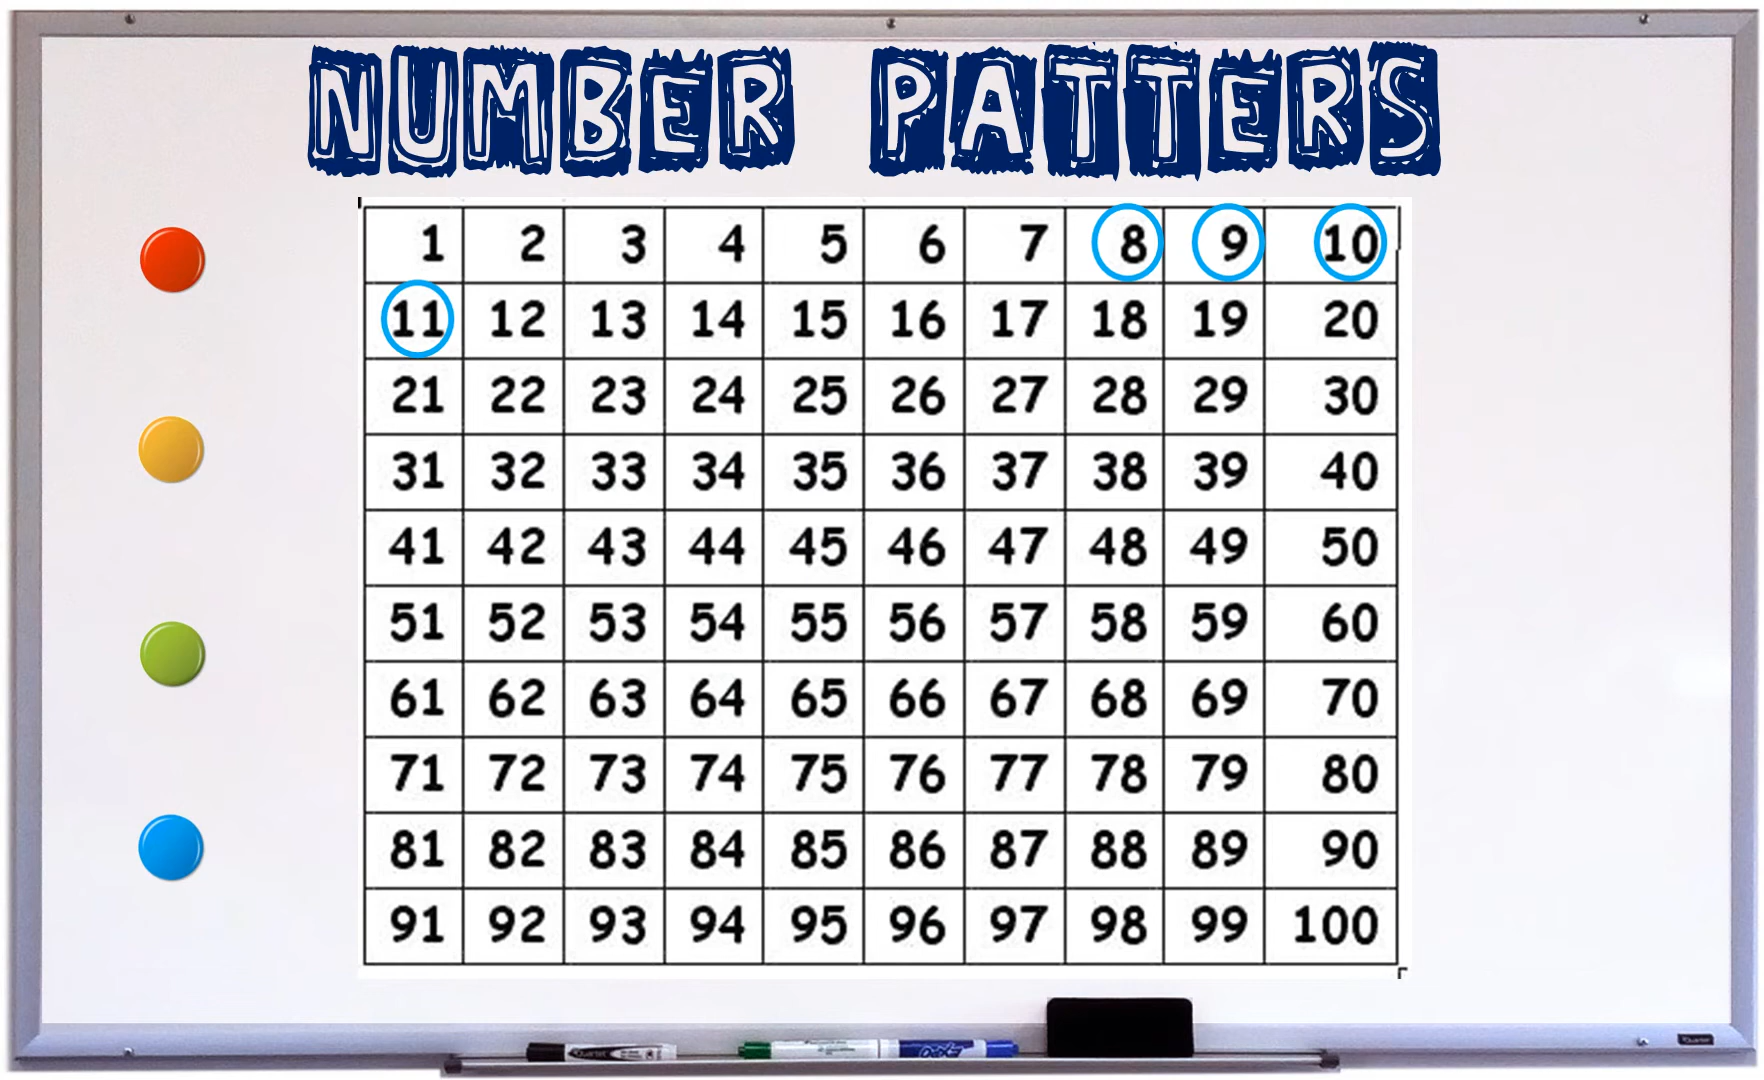 NUMBER PATTERS
1 2 3 4 5 6 7 8 9 10
11 12 13 14 15 16 17 18 19 20
21 22 23 24 25 26 27 28 29 30
31 32 33 34 35 36 37 38 39 40
41 42 43 44 45 46 47 48 49 50
51 52 53 54 55 56 57 58 59 60
61 62 63 64 65 66 67 68 69 70
71 72 73 74 75 76 77 78 79 80
81 82 83 84 85 86 87 88 89 90
91 92 93 94 95 96 97 98 99 100
Quartet